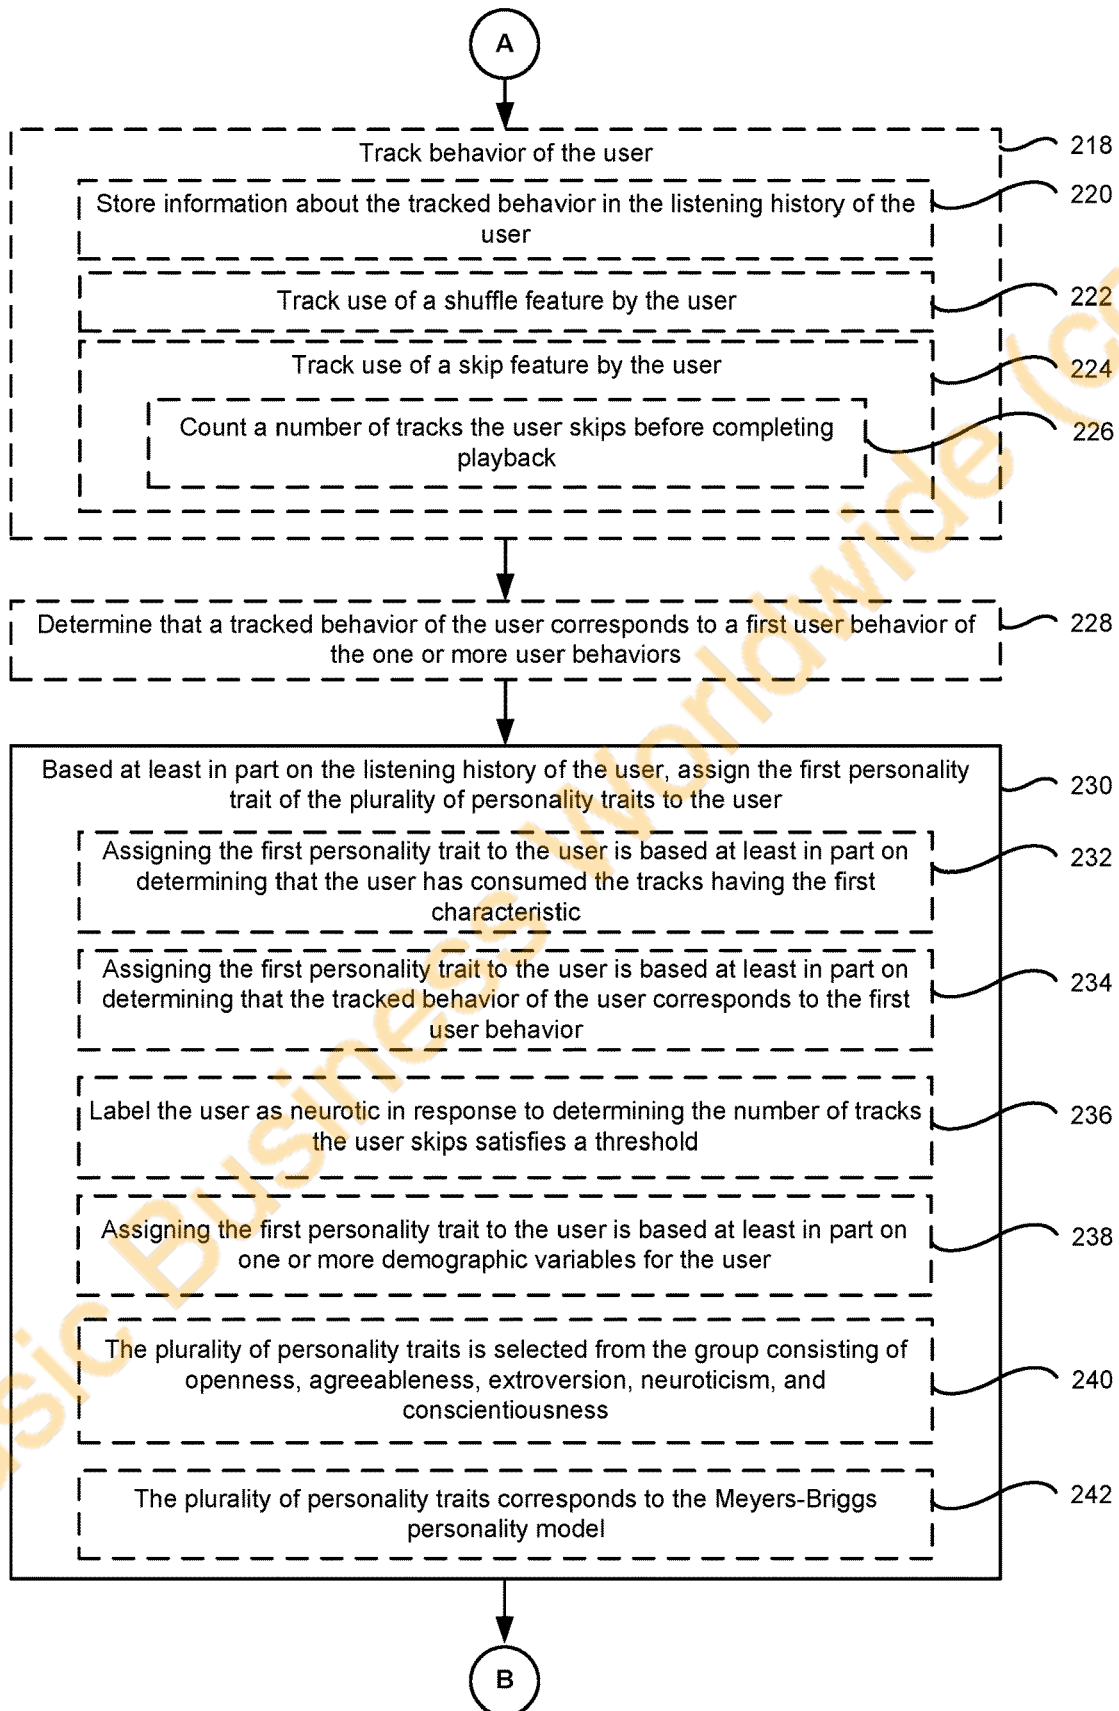 A
Track behavior of the user
218
Store information about the tracked behavior in the listening history of the
user
220
Track use of a shuffle feature by the user
222
Track use of a skip feature by the user
224
Count a number of tracks the user skips before completing
playback
226
Determine that a tracked behavior of the user corresponds to a first user behavior of
the one or more user behaviors
228
Based at least in part on the listening history of the user, assign the first personality
trait of the plurality of personality traits to the user
230
Assigning the first personality trait to the user is based at least in part on
determining that the user has consumed the tracks having the first
characteristic
232
Assigning the first personality trait to the user is based at least in part on
determining that the tracked behavior of the user corresponds to the first
user behavior
234
Label the user as neurotic in response to determining the number of tracks
the user skips satisfies a threshold
236
Assigning the first personality trait to the user is based at least in part on
one or more demographic variables for the user
238
The plurality of personality traits is selected from the group consisting of
openness, agreeableness, extroversion, neuroticism, and
conscientiousness
240
The plurality of personality traits corresponds to the Meyers-Briggs
personality model
242
B
usic Business Worldwide (c